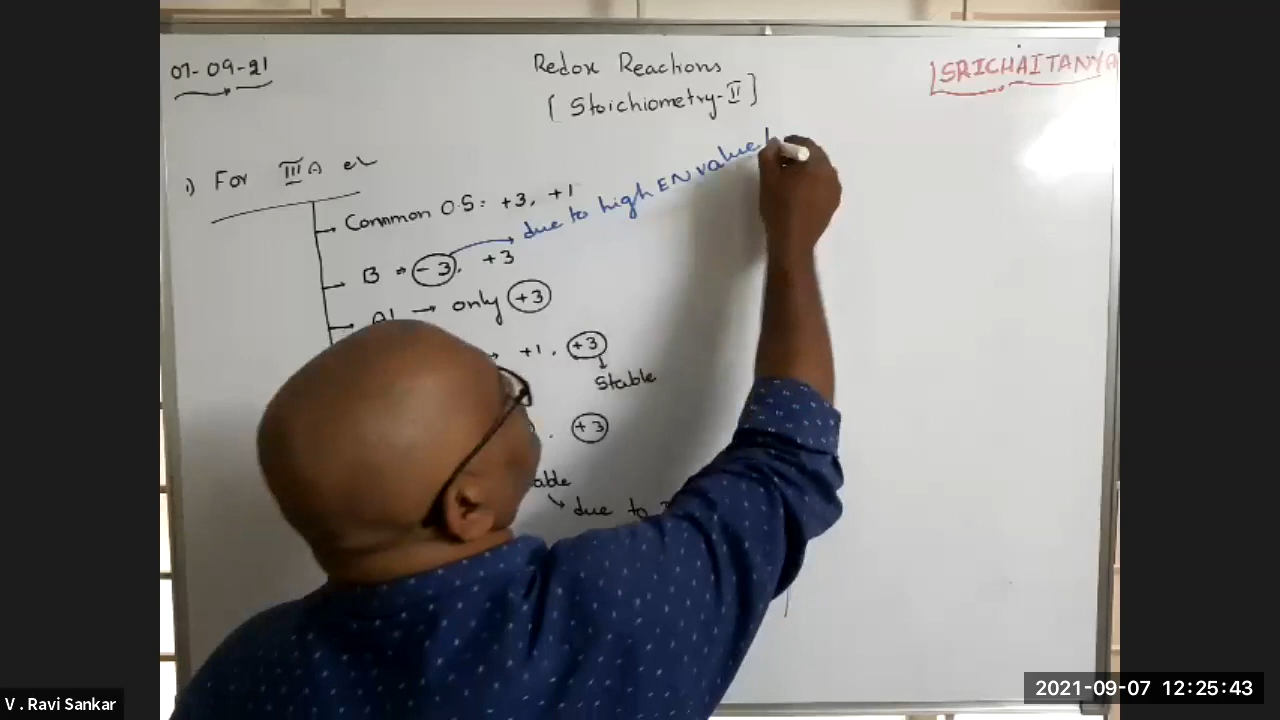 07-09-21
Redox Reactions
[ Stoichiometry-II ]
SRICHAITANYA
1) For IIIA el
Common O.S: +3, +1
due to high EN value
B → -3, +3
Al → only +3
→ +1, +3
Stable
, +3
able
due to
V . Ravi Sankar
2021-09-07 12:25:43